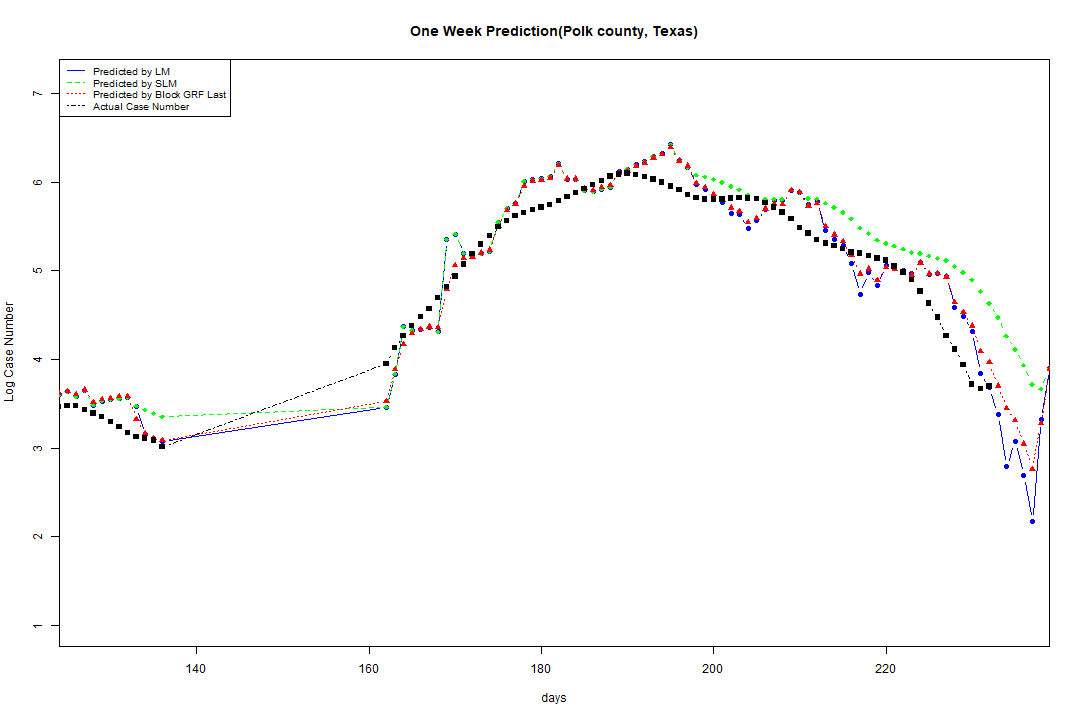 One Week Prediction(Polk county, Texas)
Predicted by LM
Predicted by SLM
Predicted by Block GRF Last
Actual Case Number
7
6
5
4
3
2
1
Log Case Number
140 160 180 200 220
days